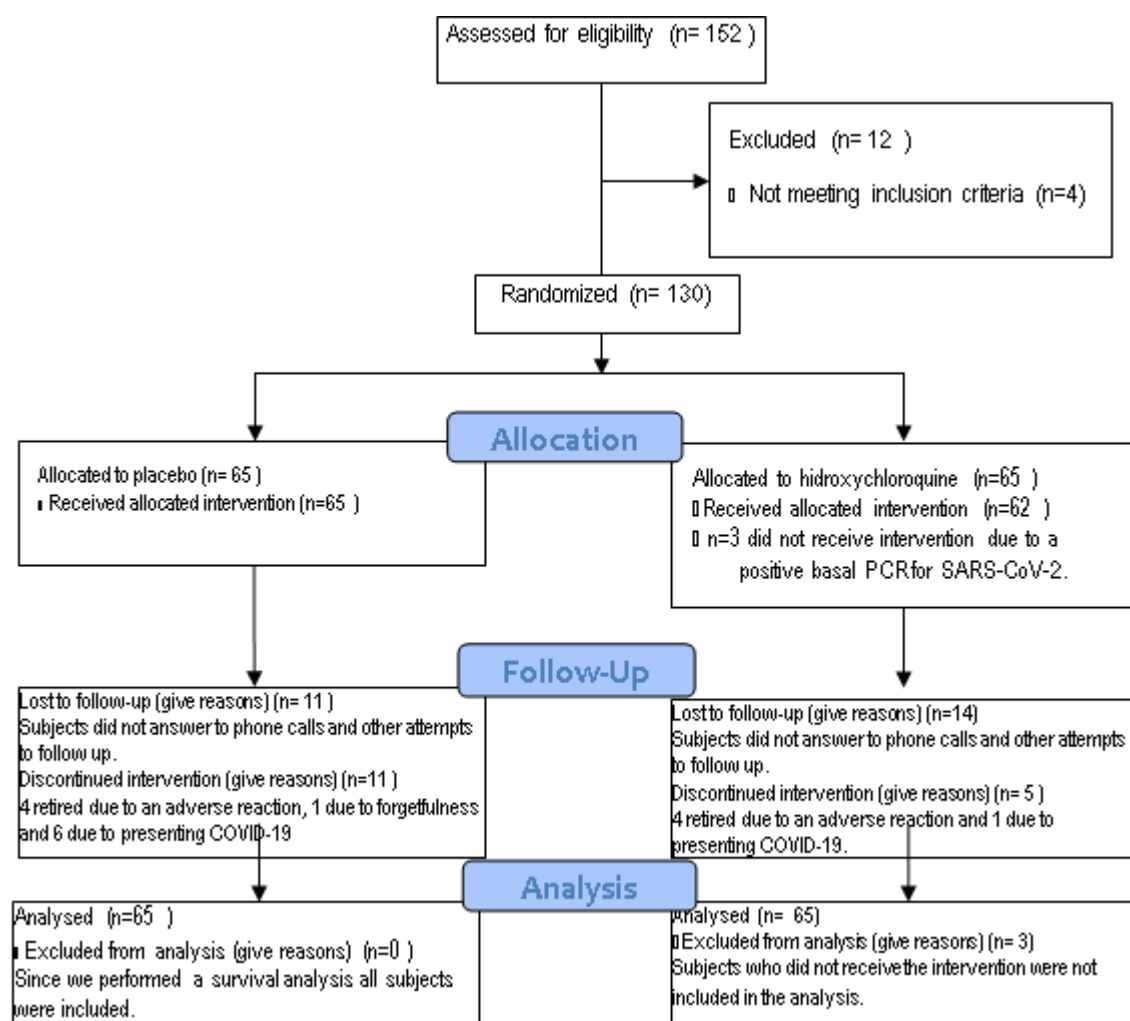 Assessed for eligibility (n= 152 )
Excluded (n= 12 )
▯ Not meeting inclusion criteria (n=4)
Randomized (n= 130)
Allocation
Allocated to placebo (n= 65 )
▮ Received allocated intervention (n=65 )
Allocated to hidroxychloroquine (n=65 )
▯ Received allocated intervention (n=62 )
▯ n=3 did not receive intervention due to a
positive basal PCR for SARS-CoV-2.
Follow-Up
Lost to follow-up (give reasons) (n= 11 )
Subjects did not answer to phone calls and other attempts
to follow up.
Discontinued intervention (give reasons) (n=11 )
4 retired due to an adverse reaction, 1 due to forgetfulness
and 6 due to presenting COVID-19
Lost to follow-up (give reasons) (n=14)
Subjects did not answer to phone calls and other attempts
to follow up.
Discontinued intervention (give reasons) (n= 5 )
4 retired due to an adverse reaction and 1 due to
presenting COVID-19.
Analysis
Analysed (n=65 )
▮ Excluded from analysis (give reasons) (n=0 )
Since we performed a survival analysis all subjects
were included.
Analysed (n= 65)
▯ Excluded from analysis (give reasons) (n= 3)
Subjects who did not receive the intervention were not
included in the analysis.